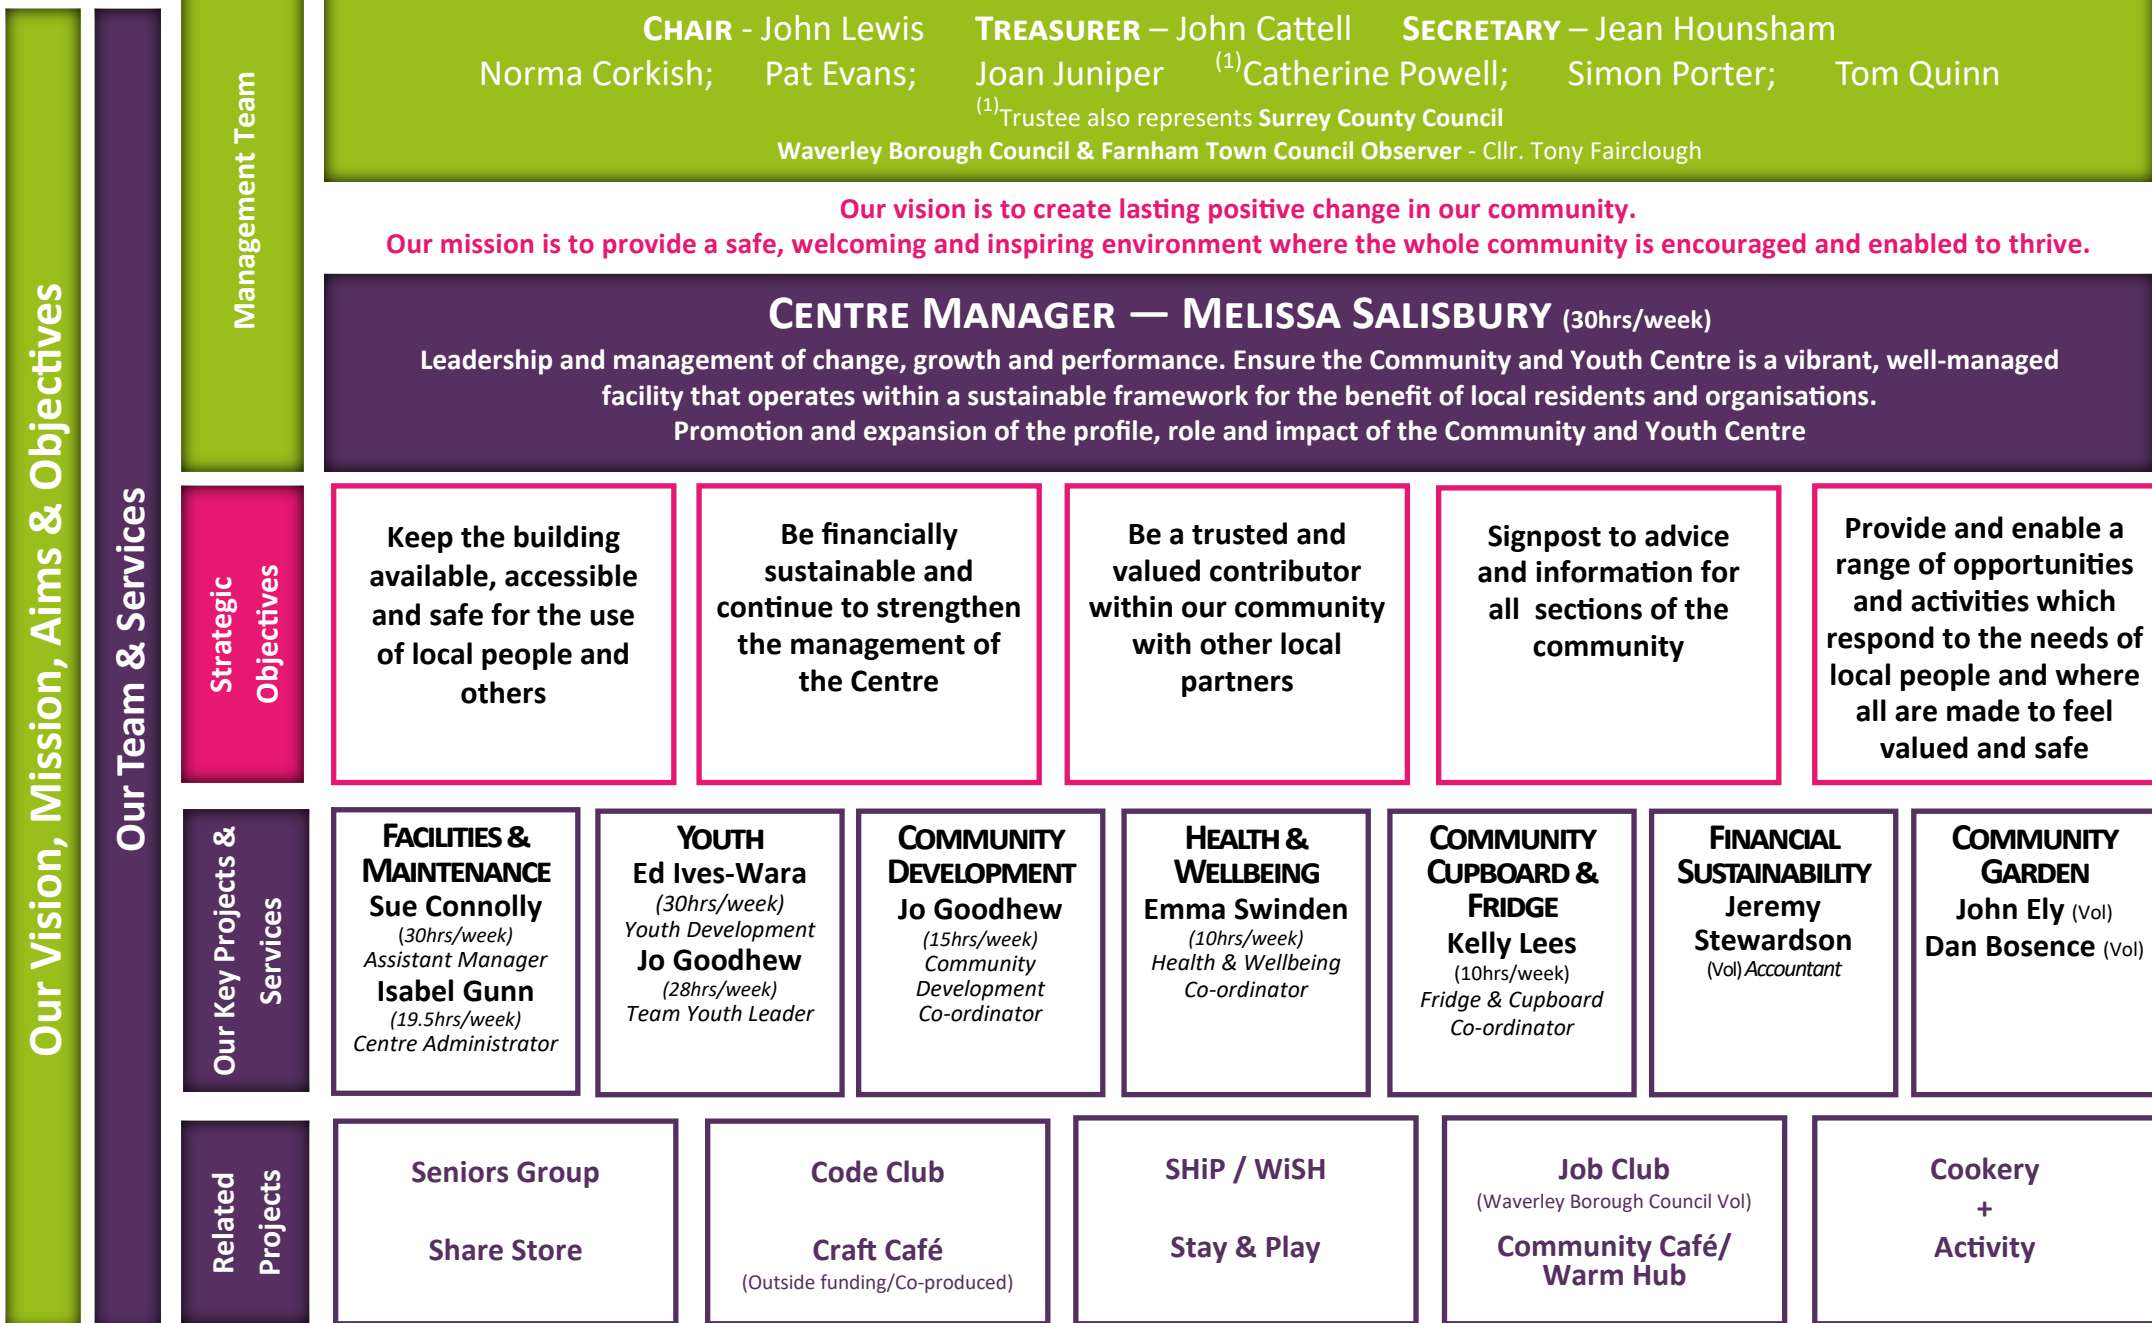 Our Vision, Mission, Aims & Objectives
Our Team & Services
Management Team
CHAIR - John Lewis TREASURER – John Cattell SECRETARY – Jean Hounsham
Norma Corkish; Pat Evans; Joan Juniper (1)Catherine Powell; Simon Porter; Tom Quinn
(1)Trustee also represents Surrey County Council
Waverley Borough Council & Farnham Town Council Observer - Cllr. Tony Fairclough
Our vision is to create lasting positive change in our community.
Our mission is to provide a safe, welcoming and inspiring environment where the whole community is encouraged and enabled to thrive.
CENTRE MANAGER — MELISSA SALISBURY (30hrs/week)
Leadership and management of change, growth and performance. Ensure the Community and Youth Centre is a vibrant, well-managed
facility that operates within a sustainable framework for the benefit of local residents and organisations.
Promotion and expansion of the profile, role and impact of the Community and Youth Centre
Strategic
Objectives
Keep the building
available, accessible
and safe for the use
of local people and
others
Be financially
sustainable and
continue to strengthen
the management of
the Centre
Be a trusted and
valued contributor
within our community
with other local
partners
Signpost to advice
and information for
all sections of the
community
Provide and enable a
range of opportunities
and activities which
respond to the needs of
local people and where
all are made to feel
valued and safe
Our Key Projects &
Services
FACILITIES &
MAINTENANCE
Sue Connolly
(30hrs/week)
Assistant Manager
Isabel Gunn
(19.5hrs/week)
Centre Administrator
YOUTH
Ed Ives-Wara
(30hrs/week)
Youth Development
Jo Goodhew
(28hrs/week)
Team Youth Leader
COMMUNITY
DEVELOPMENT
Jo Goodhew
(15hrs/week)
Community
Development
Co-ordinator
HEALTH &
WELLBEING
Emma Swinden
(10hrs/week)
Health & Wellbeing
Co-ordinator
COMMUNITY
CUPBOARD &
FRIDGE
Kelly Lees
(10hrs/week)
Fridge & Cupboard
Co-ordinator
FINANCIAL
SUSTAINABILITY
Jeremy
Stewardson
(Vol) Accountant
COMMUNITY
GARDEN
John Ely (Vol)
Dan Bosence (Vol)
Related
Projects
Seniors Group
Share Store
Code Club
Craft Café
(Outside funding/Co-produced)
SHiP / WiSH
Stay & Play
Job Club
(Waverley Borough Council Vol)
Community Café/
Warm Hub
Cookery
+
Activity